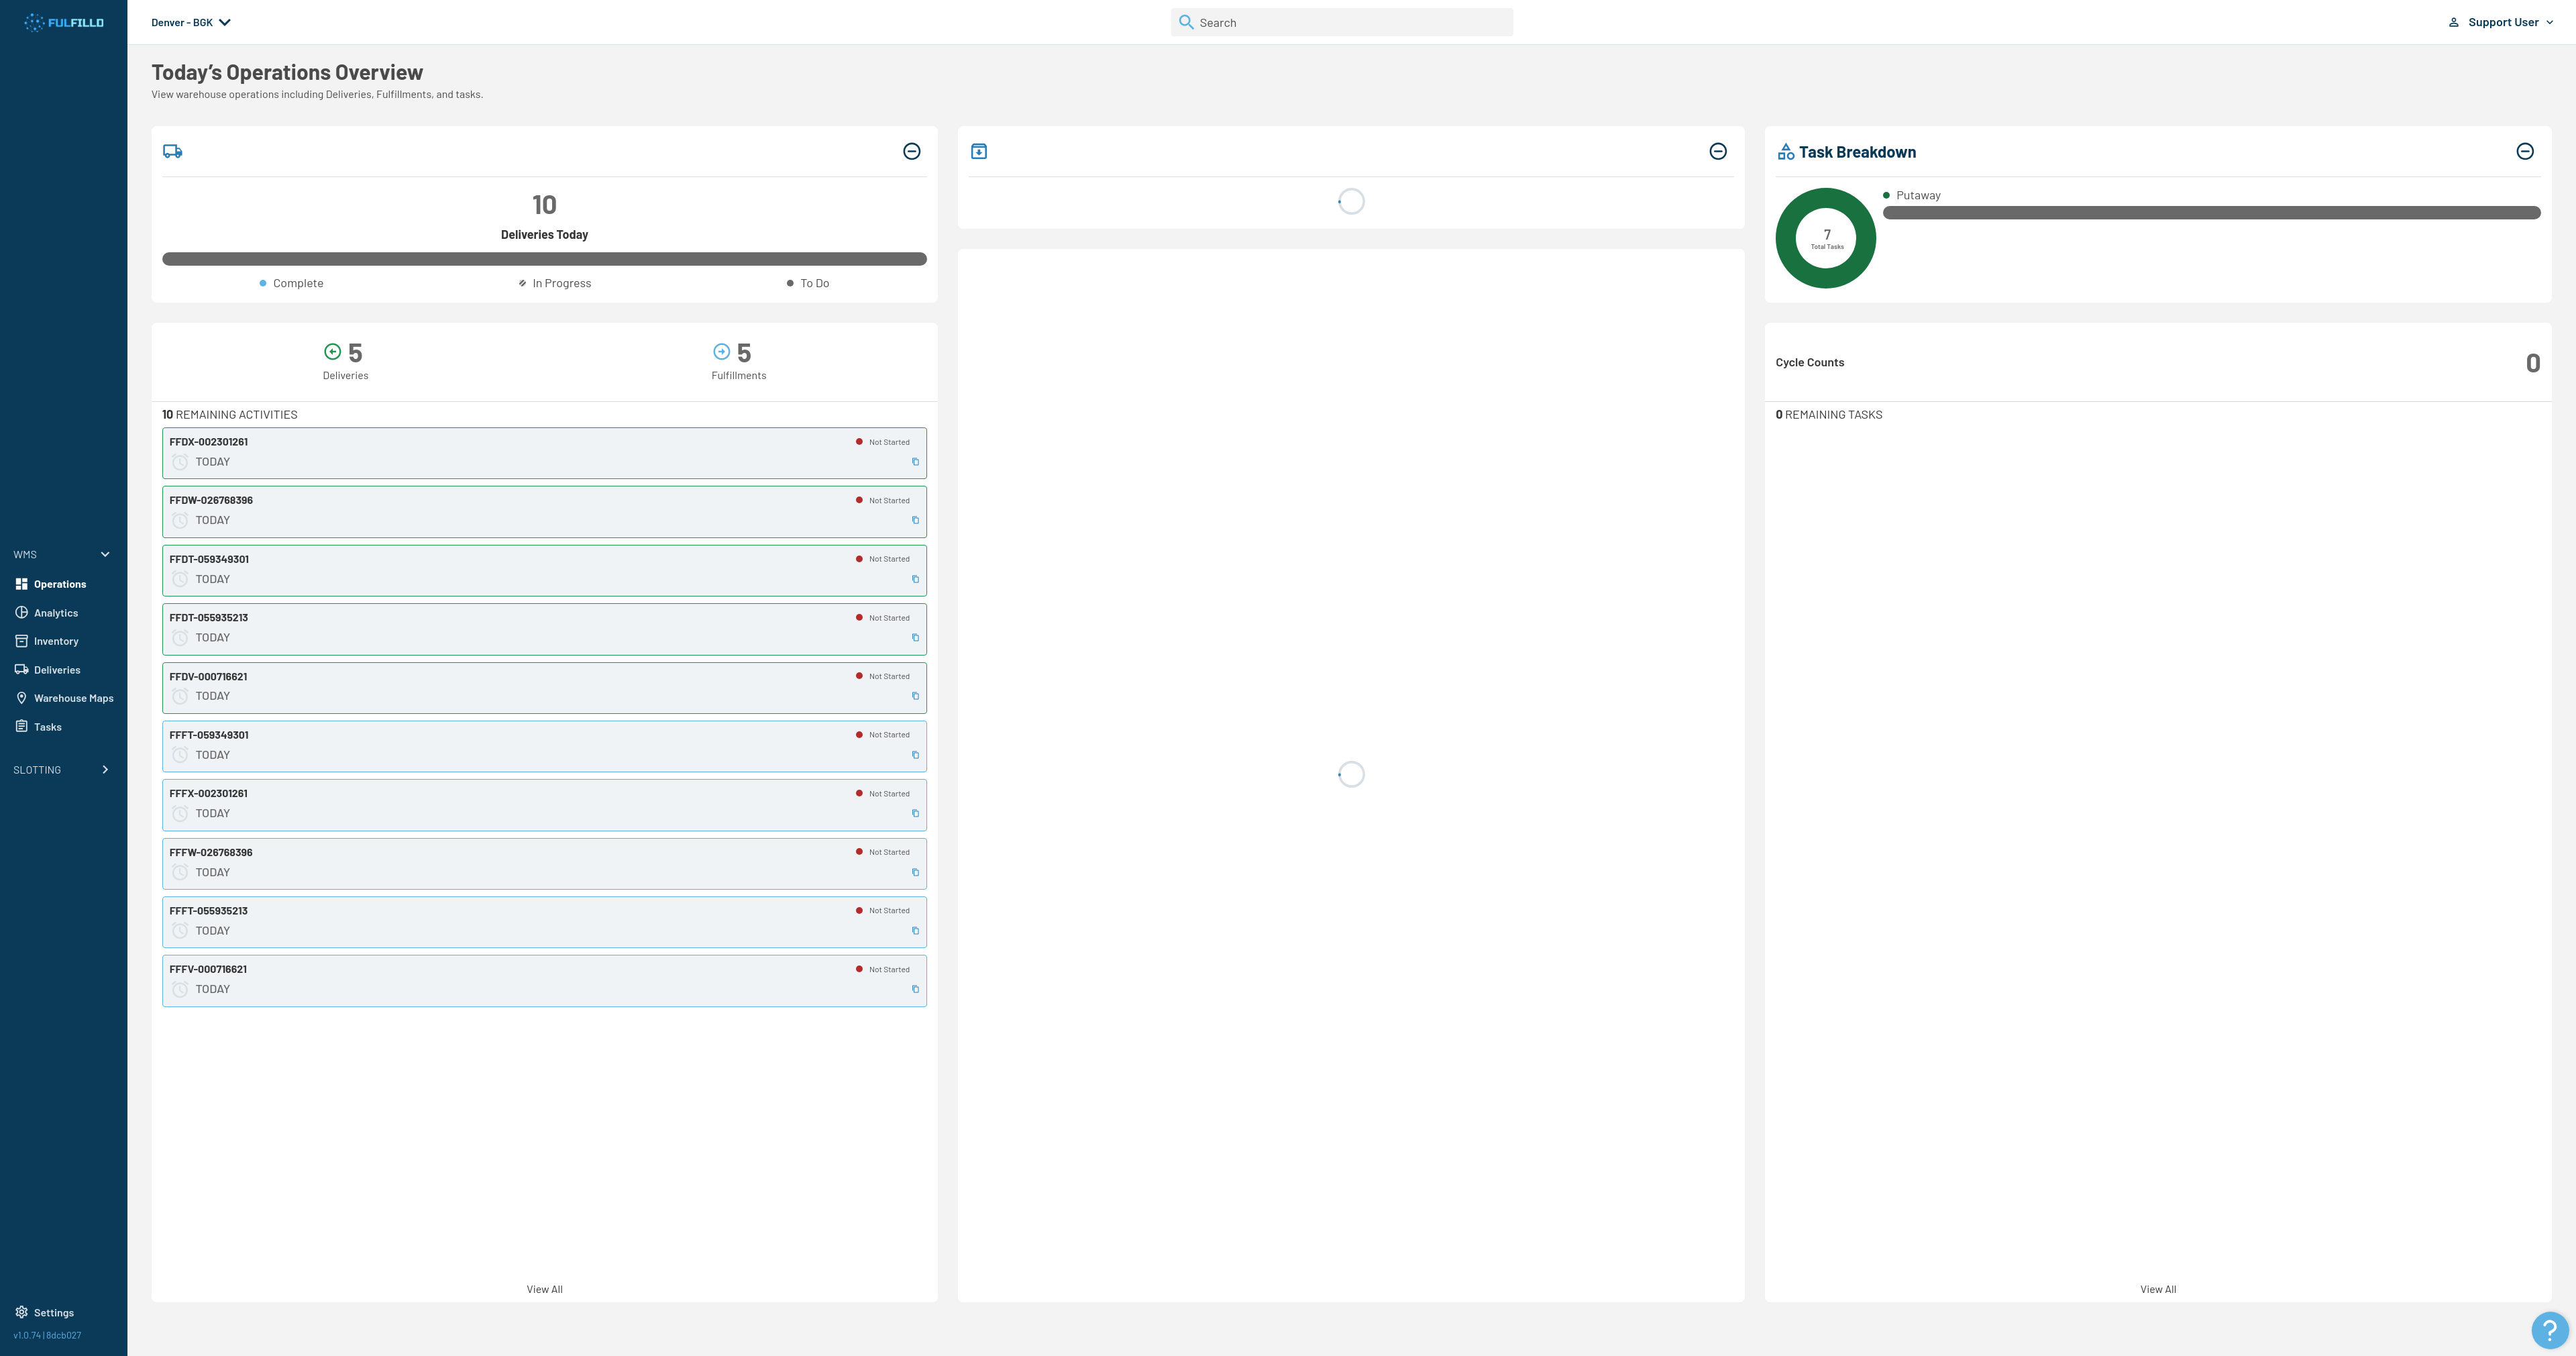 FULFILLD
Denver - BGK
Search
Support User
Today’s Operations Overview
View warehouse operations including Deliveries, Fulfillments, and tasks.
10
Deliveries Today
Complete
In Progress
To Do
5
Deliveries
5
Fulfillments
10 REMAINING ACTIVITIES
FFDX-002301261
Not Started
TODAY
FFDW-026768396
Not Started
TODAY
FFDT-059349301
Not Started
TODAY
FFDT-055935213
Not Started
TODAY
FFDV-000716621
Not Started
TODAY
FFFT-059349301
Not Started
TODAY
FFFX-002301261
Not Started
TODAY
FFFW-026768396
Not Started
TODAY
FFFT-055935213
Not Started
TODAY
FFFV-000716621
Not Started
TODAY
View All
Task Breakdown
7
Total Tasks
Putaway
Cycle Counts
0
0 REMAINING TASKS
View All
WMS
Operations
Analytics
Inventory
Deliveries
Warehouse Maps
Tasks
SLOTTING
Settings
v1.0.74 | 8dcb027
?